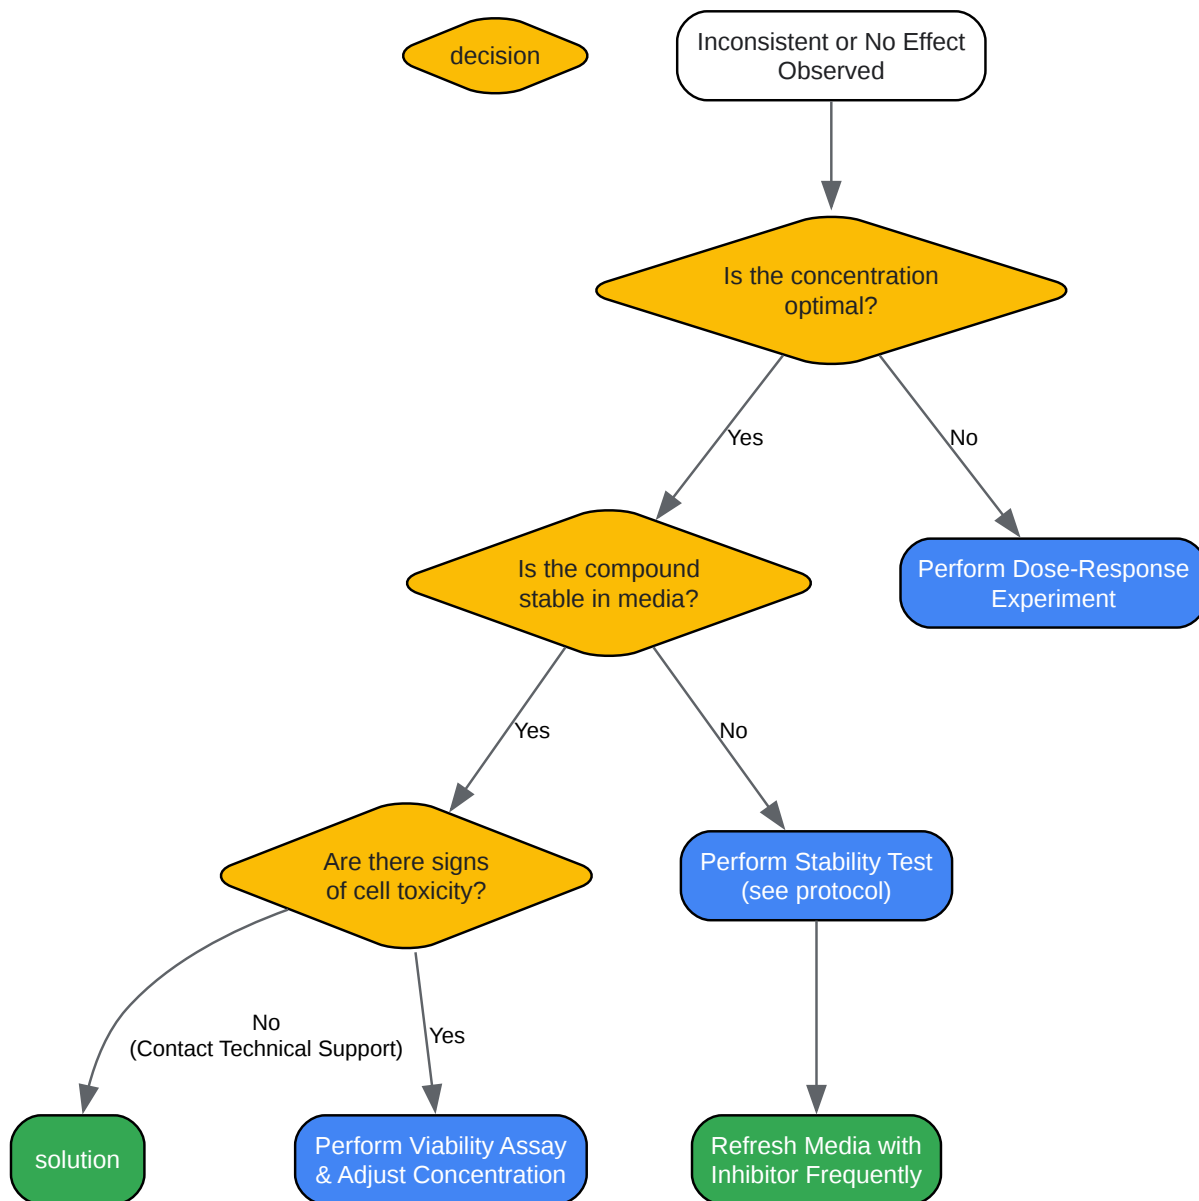 decision
Inconsistent or No Effect
Observed
Is the concentration
optimal?
Yes
No
Is the compound
stable in media?
Perform Dose-Response
Experiment
Yes
No
Are there signs
of cell toxicity?
Perform Stability Test
(see protocol)
No
(Contact Technical Support)
Yes
solution
Perform Viability Assay
& Adjust Concentration
Refresh Media with
Inhibitor Frequently